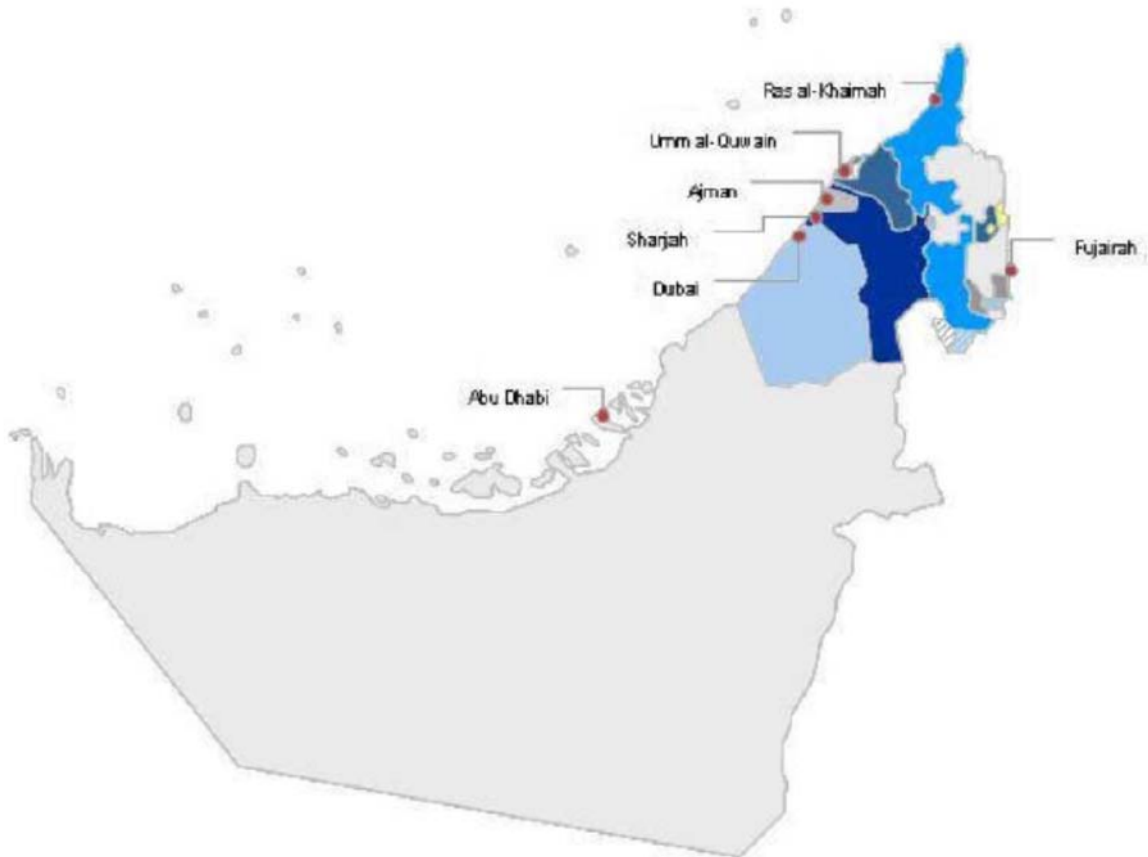 Ras al-Khaimah
Umm al-Quwain
Ajman
Sharjah
Fujairah
Dubai
Abu Dhabi